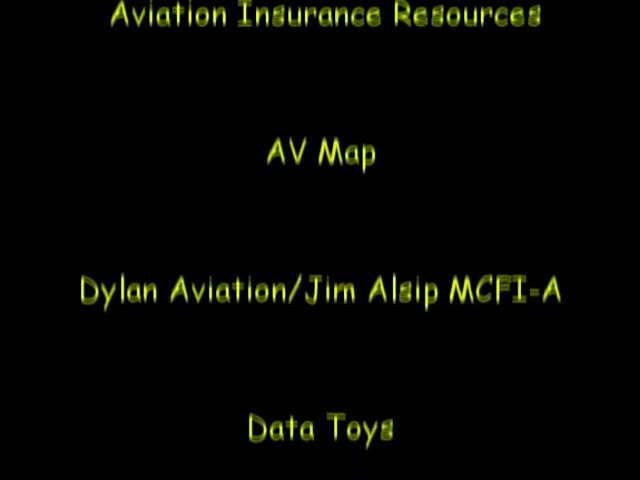 Aviation Insurance Resources
AV Map
Dylan Aviation/Jim Alsip MCFI-A
Data Toys